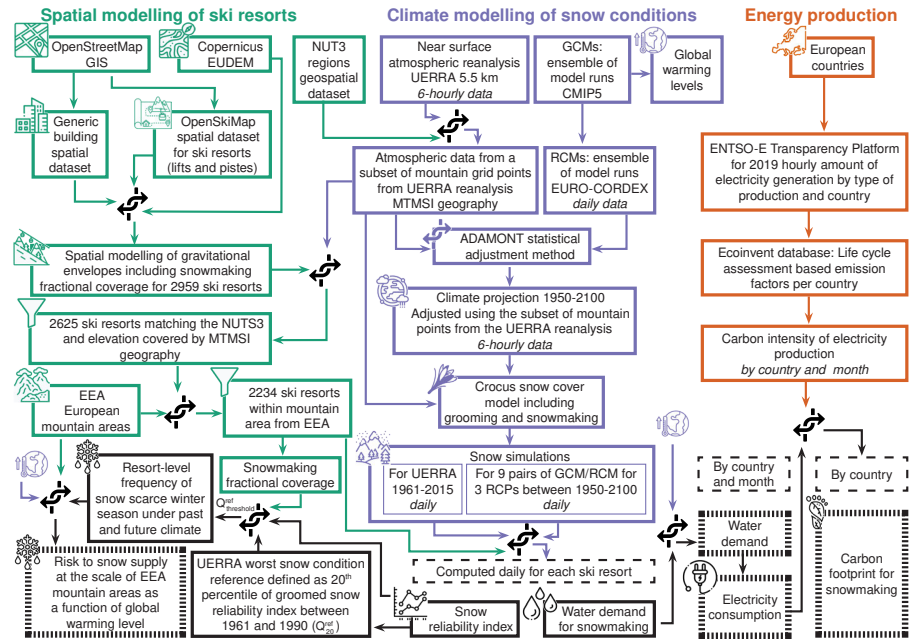 Spatial modelling of ski resorts
Climate modelling of snow conditions
Energy production
OpenStreetMap
GIS
Copernicus
EUDEM
NUT3
regions
geospatial
dataset
Near surface
atmospheric reanalysis
UERRA 5.5 km
6-hourly data
GCMs:
ensemble of
model runs
CMIP5
Global
warming
levels
European
countries
Generic
building
spatial
dataset
OpenSkiMap
spatial dataset
for ski resorts
(lifts and pistes)
Atmospheric data from a
subset of mountain grid points
from UERRA reanalysis
MTMSI geography
RCMs: ensemble
of model runs
EURO-CORDEX
daily data
ENTSO-E Transparency Platform
for 2019 hourly amount of
electricity generation by type of
production and country
ADAMONT statistical
adjustment method
Spatial modelling of gravitational
envelopes including snowmaking
fractional coverage for 2959 ski resorts
Ecoinvent database: Life cycle
assessment based emission
factors per country
Climate projection 1950-2100
Adjusted using the subset of mountain
points from the UERRA reanalysis
6-hourly data
2625 ski resorts matching the NUTS3
and elevation covered by MTMSI
geography
Carbon intensity of electricity
production
by country and month
EEA
European
mountain areas
2234 ski resorts
within mountain
area from EEA
Crocus snow cover
model including
grooming and snowmaking
Snow simulations
For UERRA
1961-2015
daily
For 9 pairs of GCM/RCM for
3 RCPs between 1950-2100
daily
Snowmaking
fractional coverage
By country
and month
By country
Resort-level
frequency of
snow scarce winter
season under past
and future climate
Q^ref_threshold
Water
demand
Risk to snow supply
at the scale of EEA
mountain areas as
a function of global
warming level
UERRA worst snow condition
reference defined as 20th
percentile of groomed snow
reliability index between
1961 and 1990 (Q^ref_20)
Computed daily for each ski resort
Snow
reliability index
Water demand
for snowmaking
Electricity
consumption
Carbon
footprint for
snowmaking